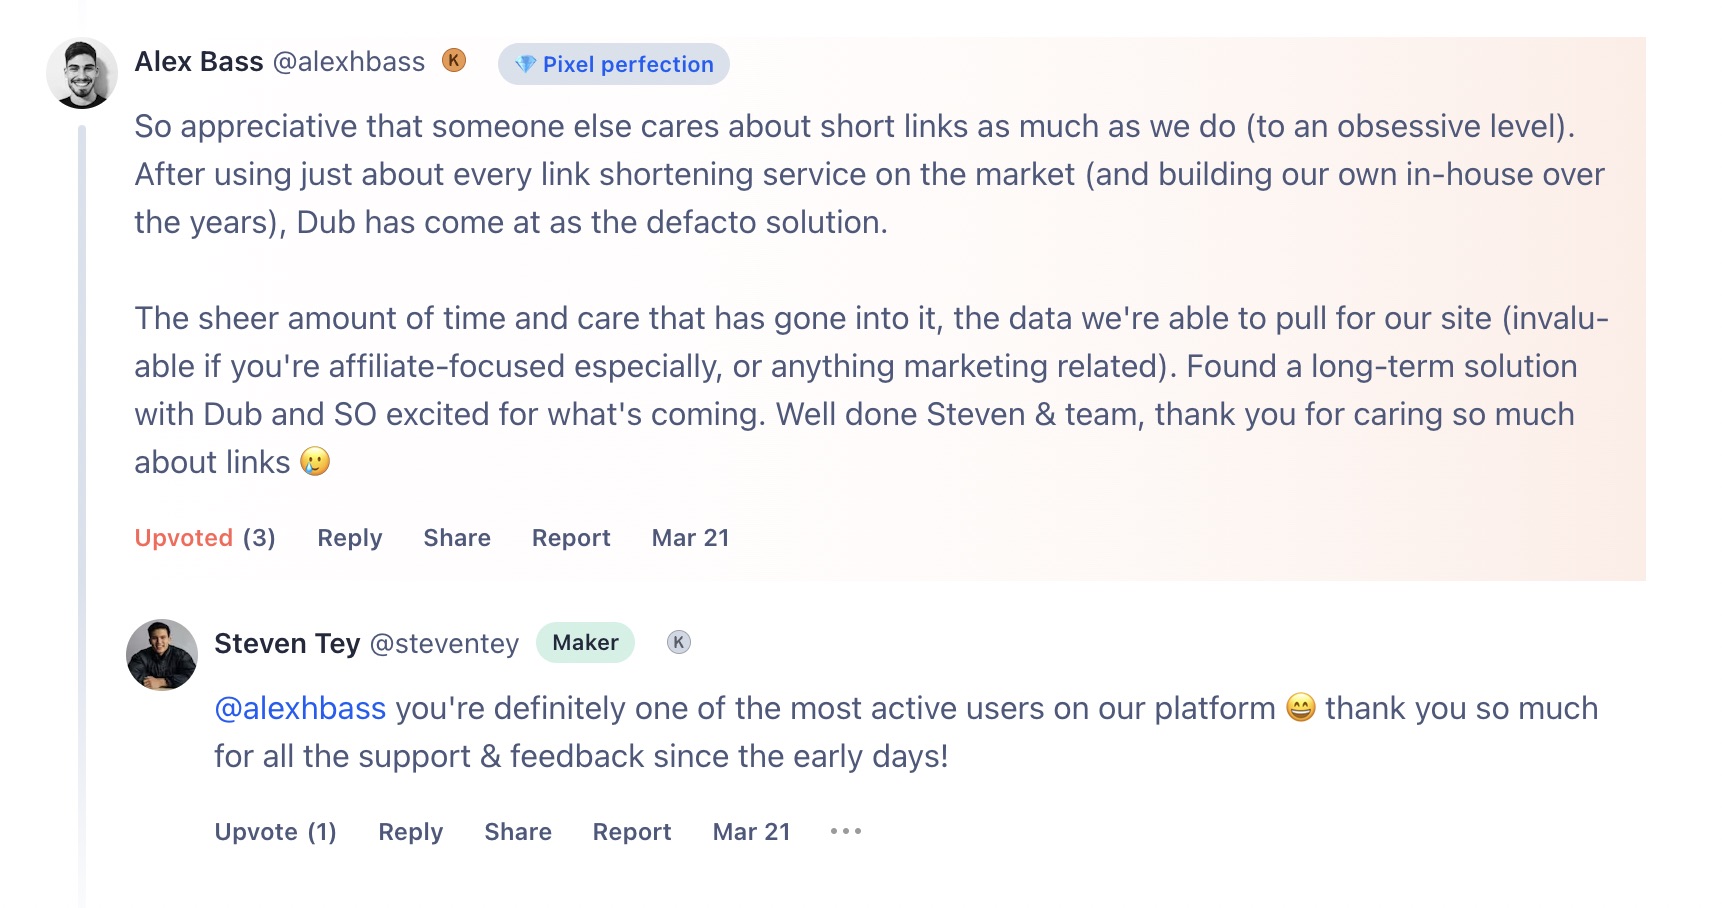 Alex Bass @alexhbass K 💎 Pixel perfection
So appreciative that someone else cares about short links as much as we do (to an obsessive level).
After using just about every link shortening service on the market (and building our own in-house over
the years), Dub has come at as the defacto solution.
The sheer amount of time and care that has gone into it, the data we're able to pull for our site (invalu-
able if you're affiliate-focused especially, or anything marketing related). Found a long-term solution
with Dub and SO excited for what's coming. Well done Steven & team, thank you for caring so much
about links 🥲
Upvoted (3) Reply Share Report Mar 21
Steven Tey @steventey Maker K
@alexhbass you're definitely one of the most active users on our platform 😄 thank you so much
for all the support & feedback since the early days!
Upvote (1) Reply Share Report Mar 21 •••